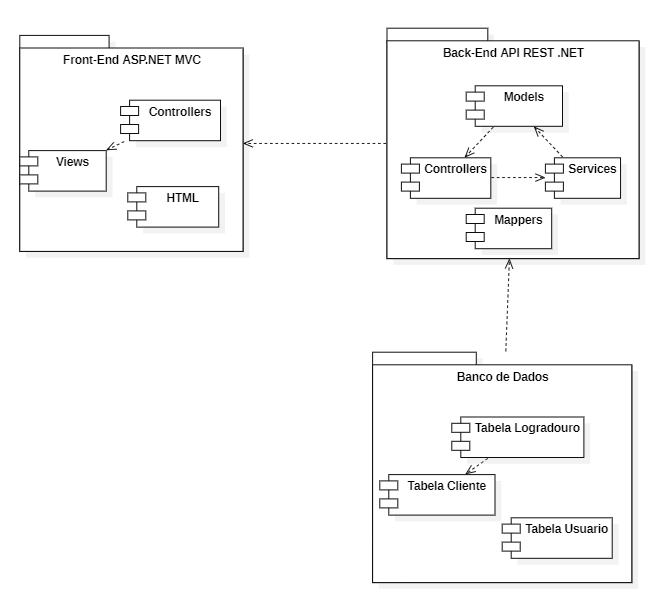 Front-End ASP.NET MVC
Controllers
Views
HTML
Back-End API REST .NET
Models
Controllers
Services
Mappers
Banco de Dados
Tabela Logradouro
Tabela Cliente
Tabela Usuario